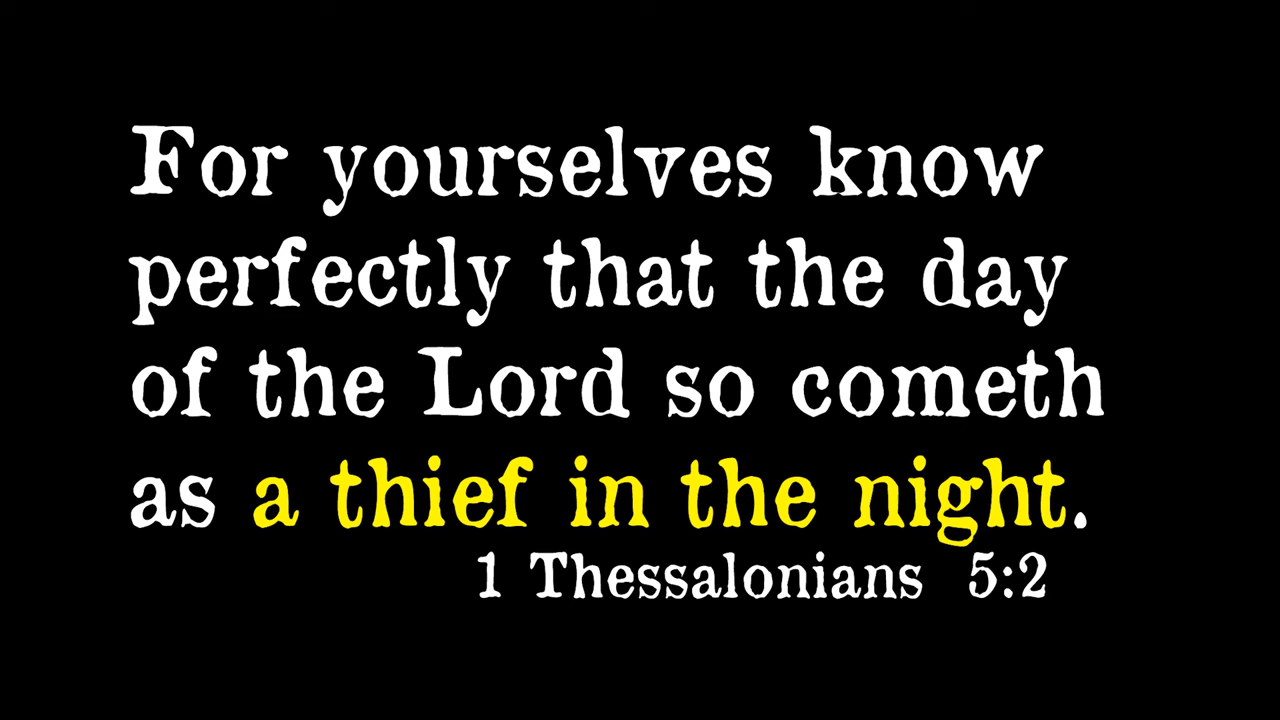 For yourselves know
perfectly that the day
of the Lord so cometh
as a thief in the night.
1 Thessalonians 5:2